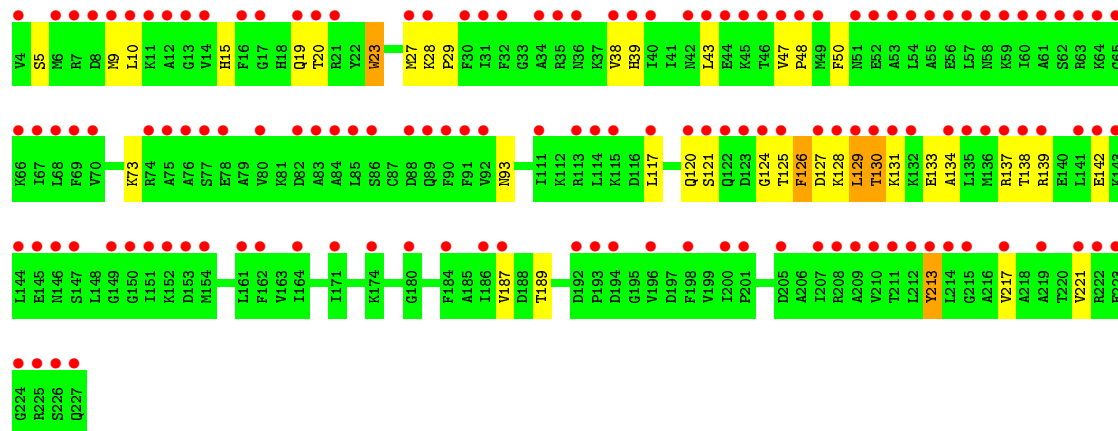 V4 S5 M6 R7 D8 M9 L10 K11 A12 G13 V14 H15 F16 G17 H18 Q19 T20 R21 Y22 W23 M27 K28 P29 F30 I31 F32 G33 A34 R35 N36 K37 V38 H39 I40 I41 N42 L43 E44 K45 T46 V47 P48 M49 F50 N51 E52 A53 L54 A55 E56 L57 N58 K59 I60 A61 S62 R63 K64 G65
K66 I67 L68 F69 V70 K73 R74 A75 A76 S77 E78 A79 V80 K81 D82 A83 A84 L85 S86 C87 D88 Q89 F90 F91 V92 N93 I111 K112 R113 L114 K115 D116 L117 Q120 S121 Q122 D123 G124 T125 F126 D127 K128 L129 T130 K131 K132 E133 A134 L135 M136 R137 T138 R139 E140 L141 E142 K143
L144 E145 N146 S147 L148 G149 G150 I151 K152 D153 M154 L161 F162 V163 I164 I171 K174 G180 F184 A185 I186 V187 D188 T189 D192 P193 D194 G195 V196 D197 F198 V199 I200 P201 D205 A206 I207 R208 A209 V210 T211 L212 Y213 L214 G215 A216 V217 A218 A219 T220 V221 R222 E223
G224 R225 S226 Q227